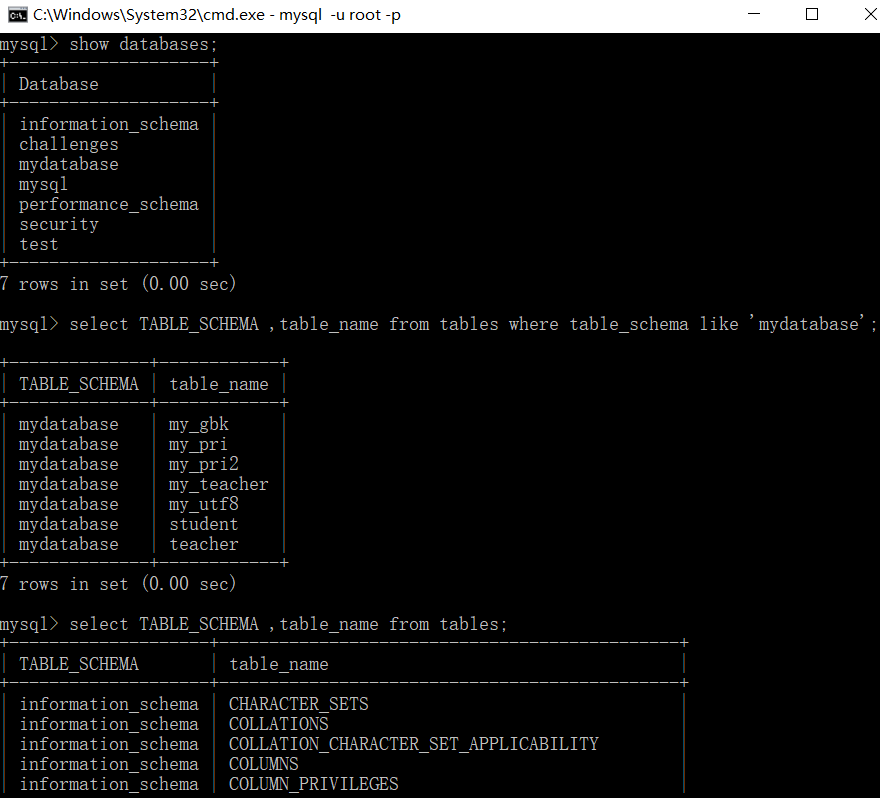 C:\Windows\System32\cmd.exe - mysql  -u root -p
mysql> show databases;
+--------------------+
| Database           |
+--------------------+
| information_schema |
| challenges         |
| mydatabase         |
| mysql              |
| performance_schema |
| security           |
| test               |
+--------------------+
7 rows in set (0.00 sec)
mysql> select TABLE_SCHEMA ,table_name from tables where table_schema like 'mydatabase';
+--------------+------------+
| TABLE_SCHEMA | table_name |
+--------------+------------+
| mydatabase   | my_gbk     |
| mydatabase   | my_pri     |
| mydatabase   | my_pri2    |
| mydatabase   | my_teacher |
| mydatabase   | my_utf8    |
| mydatabase   | student    |
| mydatabase   | teacher    |
+--------------+------------+
7 rows in set (0.00 sec)
mysql> select TABLE_SCHEMA ,table_name from tables;
+--------------------+----------------------------------------------+
| TABLE_SCHEMA       | table_name                                   |
+--------------------+----------------------------------------------+
| information_schema | CHARACTER_SETS                               |
| information_schema | COLLATIONS                                   |
| information_schema | COLLATION_CHARACTER_SET_APPLICABILITY        |
| information_schema | COLUMNS                                      |
| information_schema | COLUMN_PRIVILEGES                            |